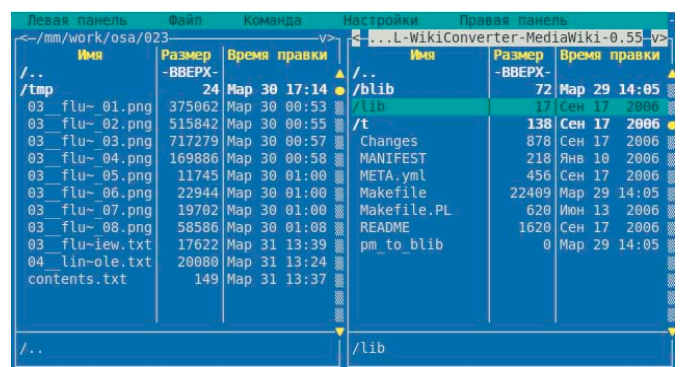 Левая панель Файл Команда Настройки Правая панель
<-/mm/work/osa/023 v>
Имя Размер Время правки
/.. -ВВЕРХ-
/tmp 24 Мар 30 17:14
03__flu~_01.png 375062 Мар 30 00:53
03__flu~_02.png 515842 Мар 30 00:55
03__flu~_03.png 717279 Мар 30 00:57
03__flu~_04.png 169886 Мар 30 00:58
03__flu~_05.png 11745 Мар 30 01:00
03__flu~_06.png 22944 Мар 30 01:00
03__flu~_07.png 19702 Мар 30 01:00
03__flu~_08.png 58586 Мар 30 01:08
03__flu~iew.txt 17622 Мар 31 13:39
04__lin~ole.txt 20080 Мар 31 13:24
contents.txt 149 Мар 31 13:37
/..
<-...L-WikiConverter-MediaWiki-0.55 v>
Имя Размер Время правки
/.. -ВВЕРХ-
/blib 72 Мар 29 14:05
/lib 17 Сен 17 2006
/t 138 Сен 17 2006
Changes 878 Сен 17 2006
MANIFEST 218 Янв 10 2006
META.yml 456 Сен 17 2006
Makefile 22409 Мар 29 14:05
Makefile.PL 620 Июн 13 2006
README 1620 Сен 17 2006
pm_to_blib 0 Мар 29 14:05
/lib